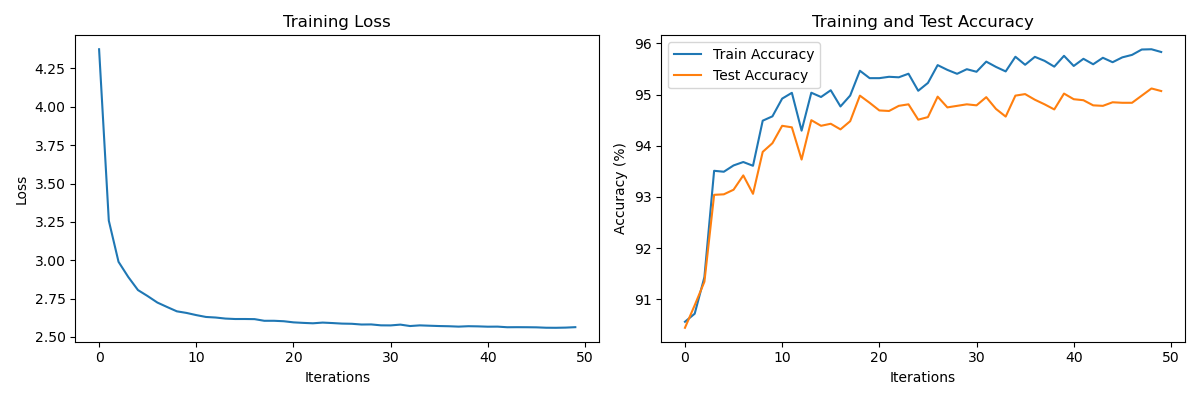 Training Loss
4.25
4.00
3.75
3.50
3.25
3.00
2.75
2.50
Loss
0 10 20 30 40 50
Iterations
Training and Test Accuracy
Train Accuracy
Test Accuracy
96
95
94
93
92
91
Accuracy (%)
0 10 20 30 40 50
Iterations